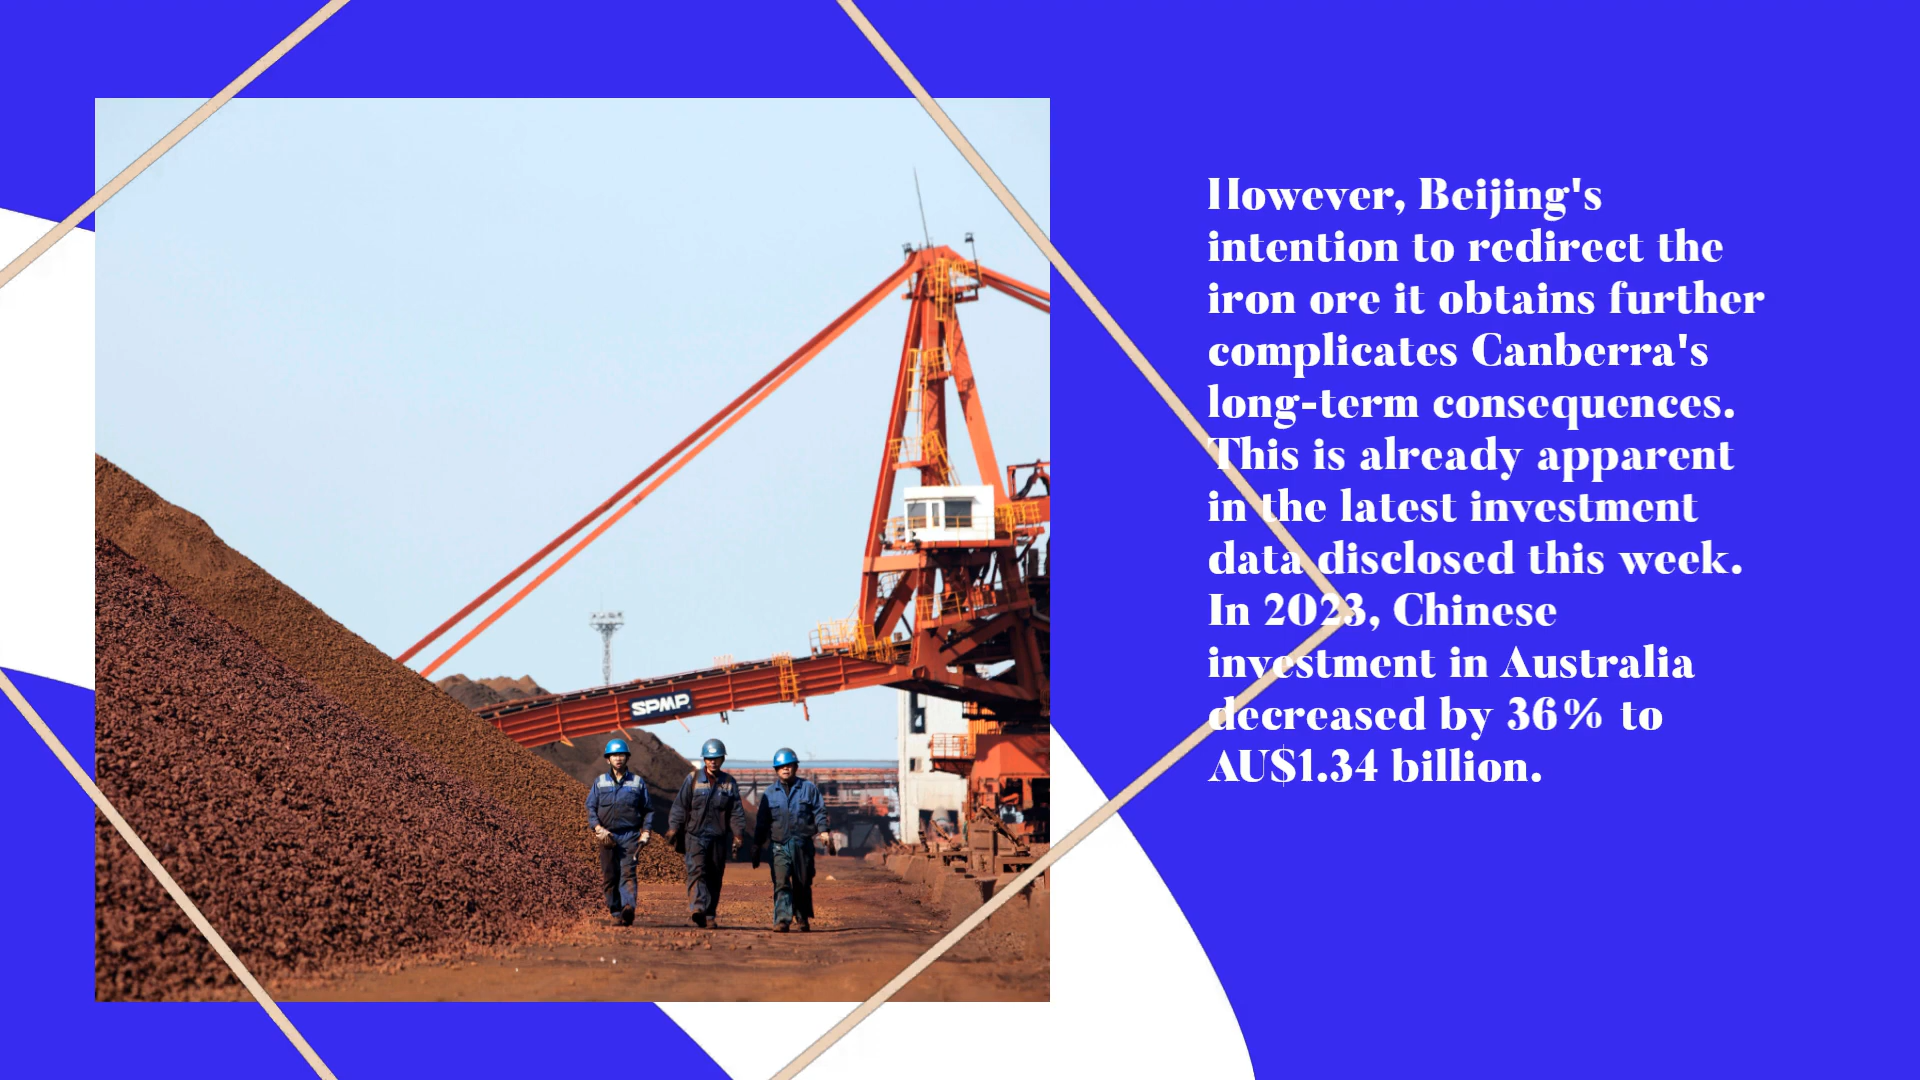 SPMP
However, Beijing's
intention to redirect the
iron ore it obtains further
complicates Canberra's
long-term consequences.
This is already apparent
in the latest investment
data disclosed this week.
In 2023, Chinese
investment in Australia
decreased by 36% to
AU$1.34 billion.